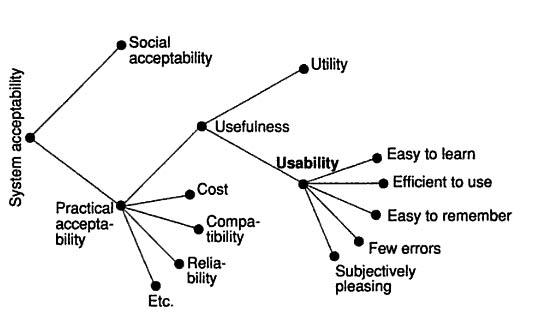 System acceptability
Social
acceptability
Utility
Usefulness
Usability
Easy to learn
Efficient to use
Easy to remember
Few errors
Subjectively
pleasing
Practical
accepta-
bility
Cost
Compa-
tibility
Relia-
bility
Etc.